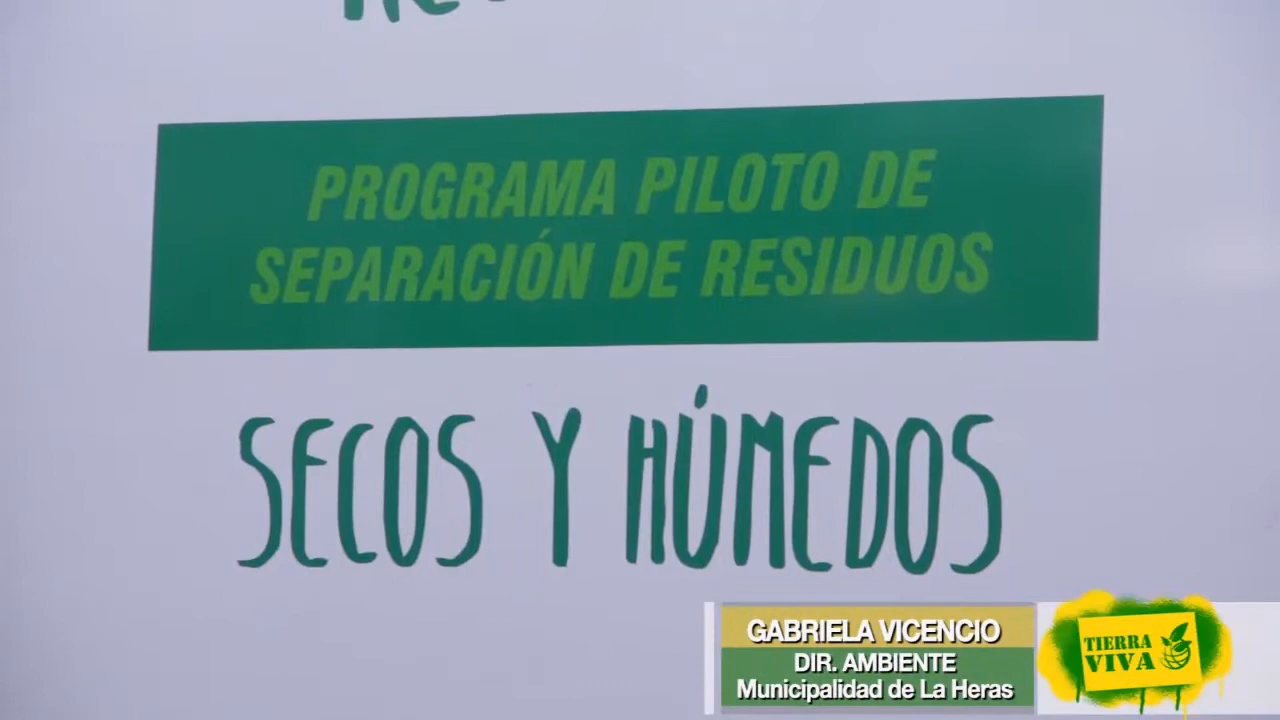 PROGRAMA PILOTO DE
SEPARACIÓN DE RESIDUOS
SECOS Y HÚMEDOS
GABRIELA VICENCIO
DIR. AMBIENTE
Municipalidad de La Heras
TIERRA
VIVA